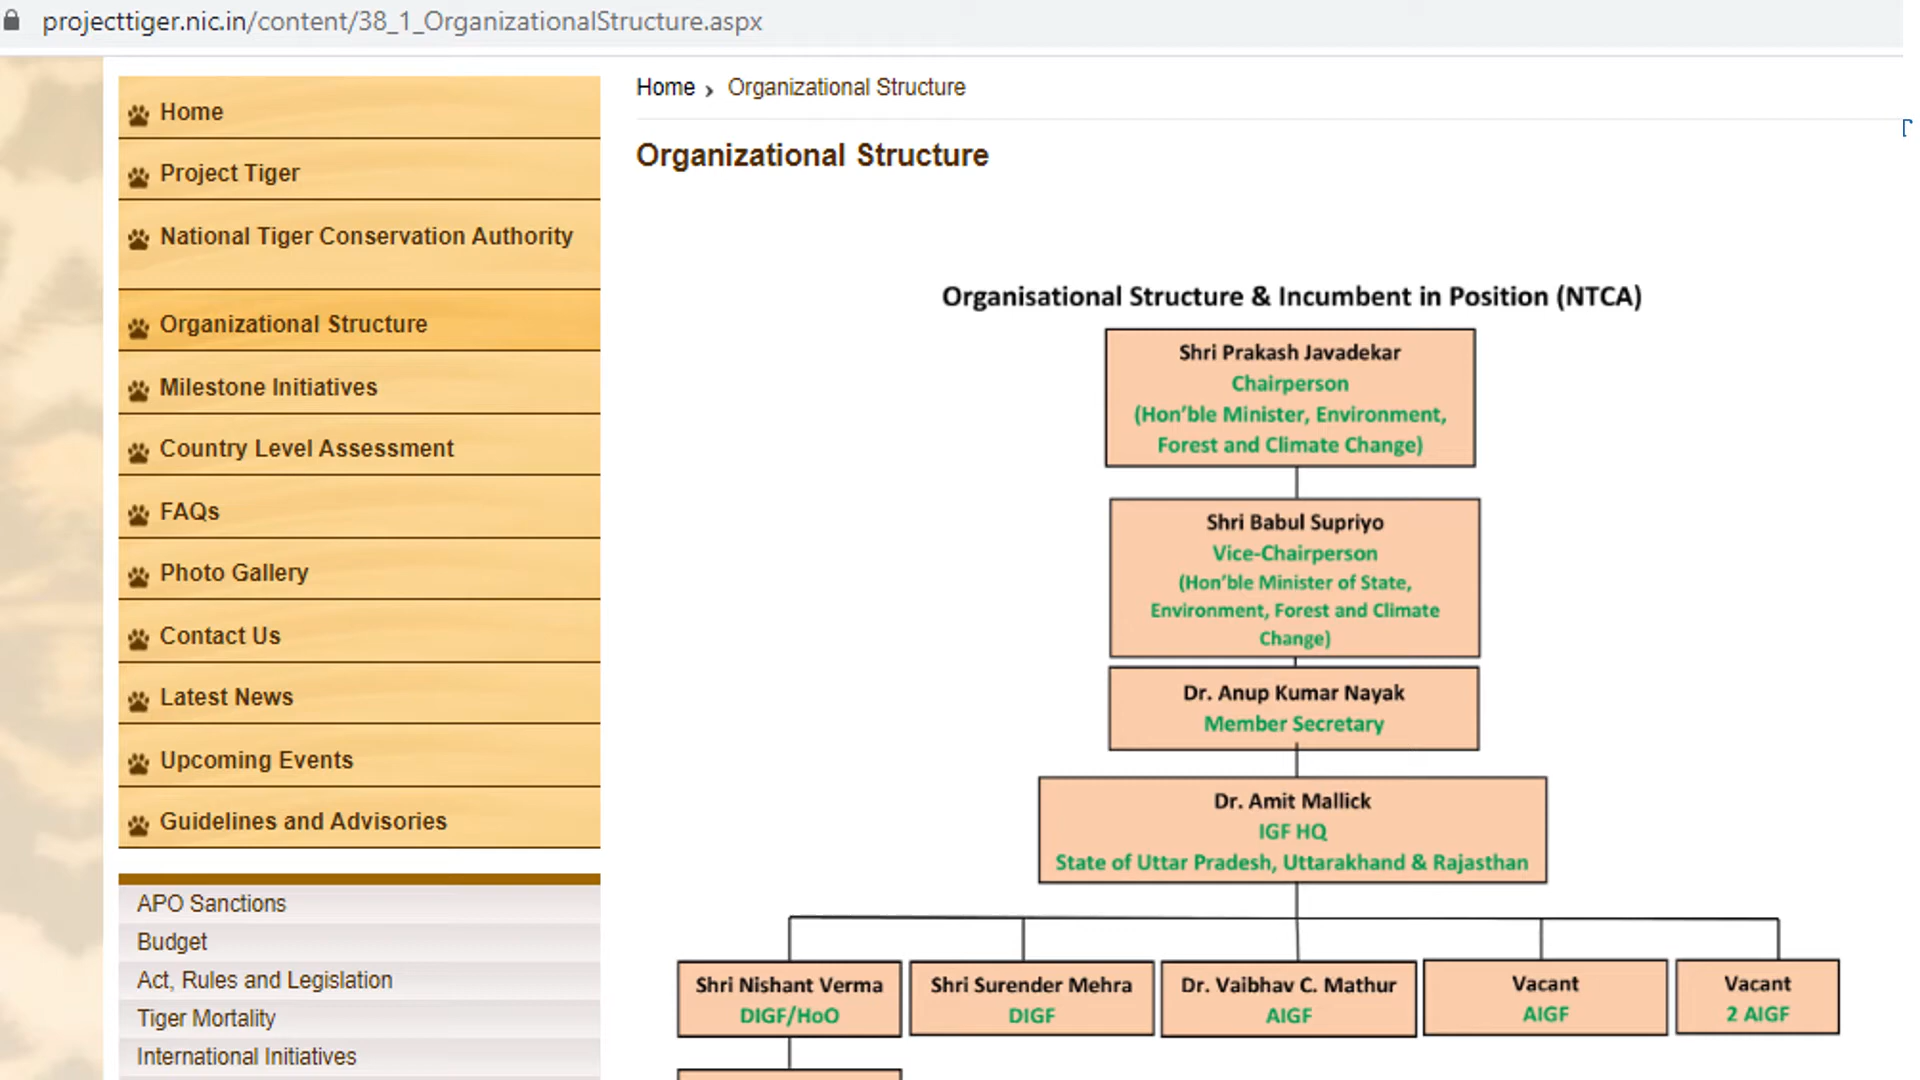 projecttiger.nic.in/content/38_1_OrganizationalStructure.aspx
Home
Project Tiger
National Tiger Conservation Authority
Organizational Structure
Milestone Initiatives
Country Level Assessment
FAQs
Photo Gallery
Contact Us
Latest News
Upcoming Events
Guidelines and Advisories
APO Sanctions
Budget
Act, Rules and Legislation
Tiger Mortality
International Initiatives
Home › Organizational Structure
Organizational Structure
Organisational Structure & Incumbent in Position (NTCA)
Shri Prakash Javadekar
Chairperson
(Hon'ble Minister, Environment,
Forest and Climate Change)
Shri Babul Supriyo
Vice-Chairperson
(Hon'ble Minister of State,
Environment, Forest and Climate
Change)
Dr. Anup Kumar Nayak
Member Secretary
Dr. Amit Mallick
IGF HQ
State of Uttar Pradesh, Uttarakhand & Rajasthan
Shri Nishant Verma
DIGF/HoO
Shri Surender Mehra
DIGF
Dr. Vaibhav C. Mathur
AIGF
Vacant
AIGF
Vacant
2 AIGF